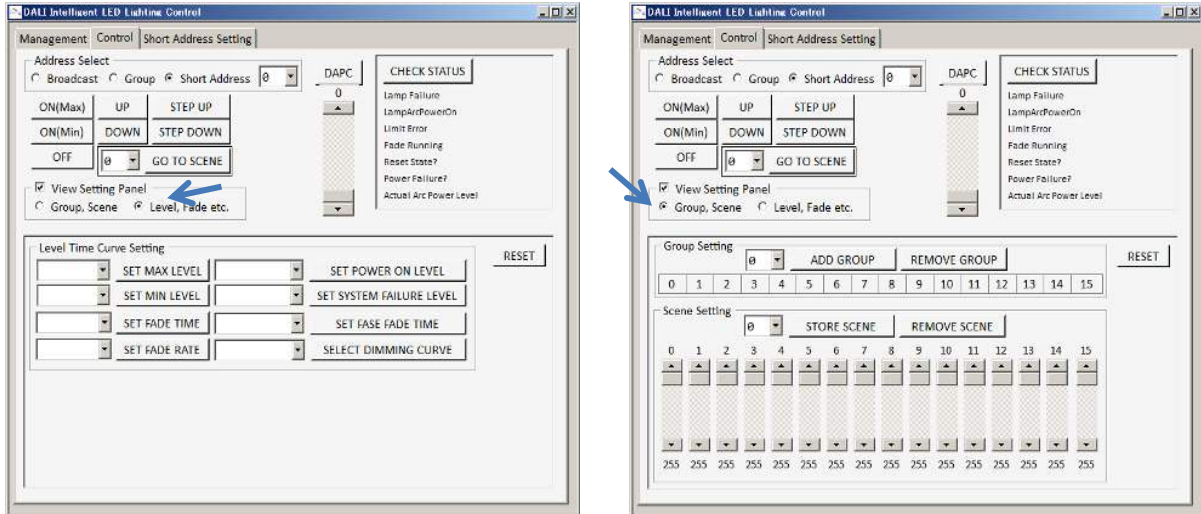 DALI Intelligent LED Lighting Control
Management Control Short Address Setting
Address Select
Broadcast Group Short Address 0
DAPC
CHECK STATUS
0
ON(Max) UP STEP UP
ON(Min) DOWN STEP DOWN
OFF 0 GO TO SCENE
Lamp Failure
LampArcPowerOn
Limit Error
Fade Running
Reset State?
Power Failure?
Actual Arc Power Level
View Setting Panel
Group, Scene Level, Fade etc.
Level Time Curve Setting
RESET
SET MAX LEVEL SET POWER ON LEVEL
SET MIN LEVEL SET SYSTEM FAILURE LEVEL
SET FADE TIME SET FASE FADE TIME
SET FADE RATE SELECT DIMMING CURVE
DALI Intelligent LED Lighting Control
Management Control Short Address Setting
Address Select
Broadcast Group Short Address 0
DAPC
CHECK STATUS
0
ON(Max) UP STEP UP
ON(Min) DOWN STEP DOWN
OFF 0 GO TO SCENE
Lamp Failure
LampArcPowerOn
Limit Error
Fade Running
Reset State?
Power Failure?
Actual Arc Power Level
View Setting Panel
Group, Scene Level, Fade etc.
Group Setting
RESET
0 ADD GROUP REMOVE GROUP
0 1 2 3 4 5 6 7 8 9 10 11 12 13 14 15
Scene Setting
0 STORE SCENE REMOVE SCENE
0 1 2 3 4 5 6 7 8 9 10 11 12 13 14 15
255 255 255 255 255 255 255 255 255 255 255 255 255 255 255 255